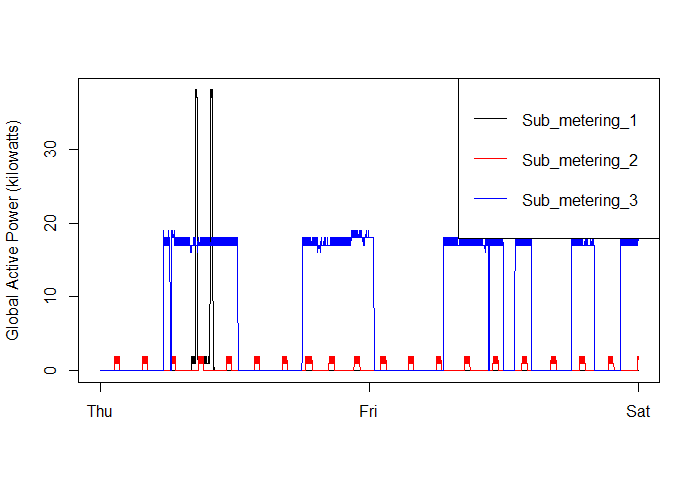 Sub_metering_1
Sub_metering_2
Sub_metering_3
Global Active Power (kilowatts)
30
20
10
0
Thu Fri Sat